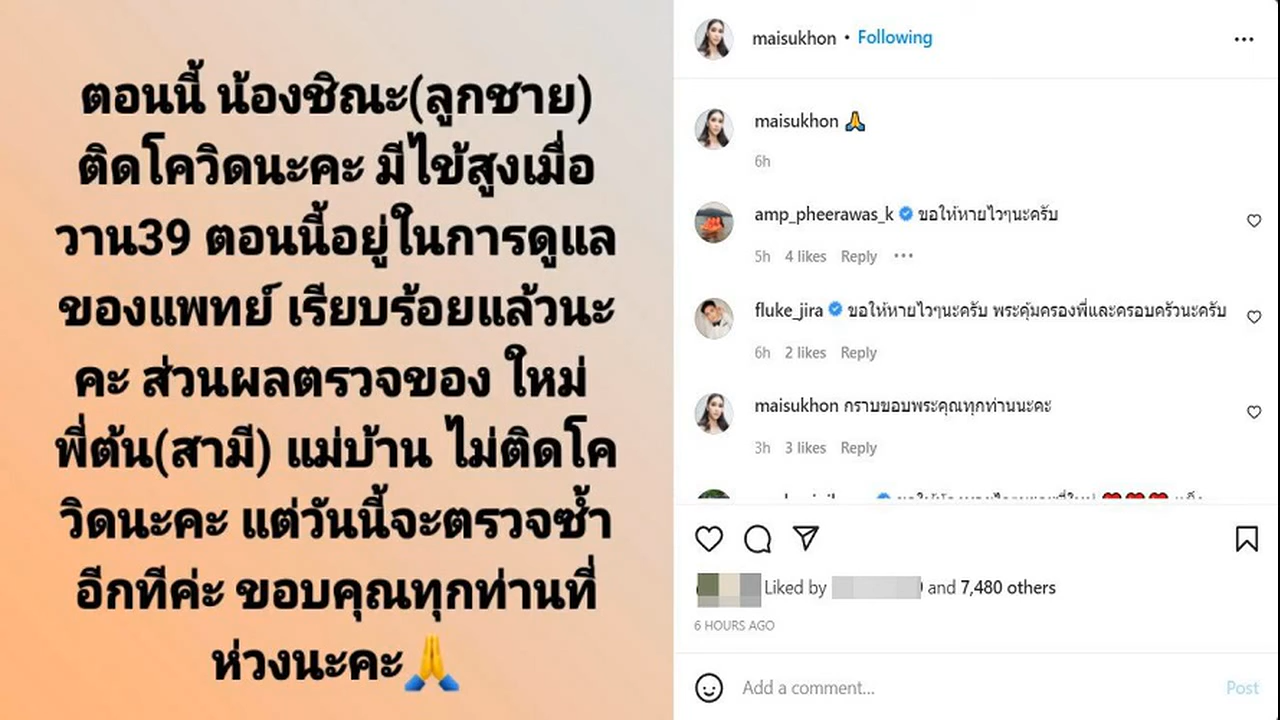 ตอนนี้ น้องชิณะ(ลูกชาย)
ติดโควิดนะคะ มีไข้สูงเมื่อ
วาน39 ตอนนี้อยู่ในการดูแล
ของแพทย์ เรียบร้อยแล้วนะ
คะ ส่วนผลตรวจของ ใหม่
พี่ต้น(สามี) แม่บ้าน ไม่ติดโค
วิดนะคะ แต่วันนี้จะตรวจซ้ำ
อีกทีค่ะ ขอบคุณทุกท่านที่
ห่วงนะคะ🙏
maisukhon • Following
maisukhon 🙏
6h
amp_pheerawas_k ขอให้หายไวๆนะครับ
5h 4 likes Reply
fluke_jira ขอให้หายไวๆนะครับ พระคุ้มครองพี่และครอบครัวนะครับ
6h 2 likes Reply
maisukhon กราบขอบพระคุณทุกท่านนะคะ
3h 3 likes Reply
Liked by and 7,480 others
6 HOURS AGO
Add a comment...
Post